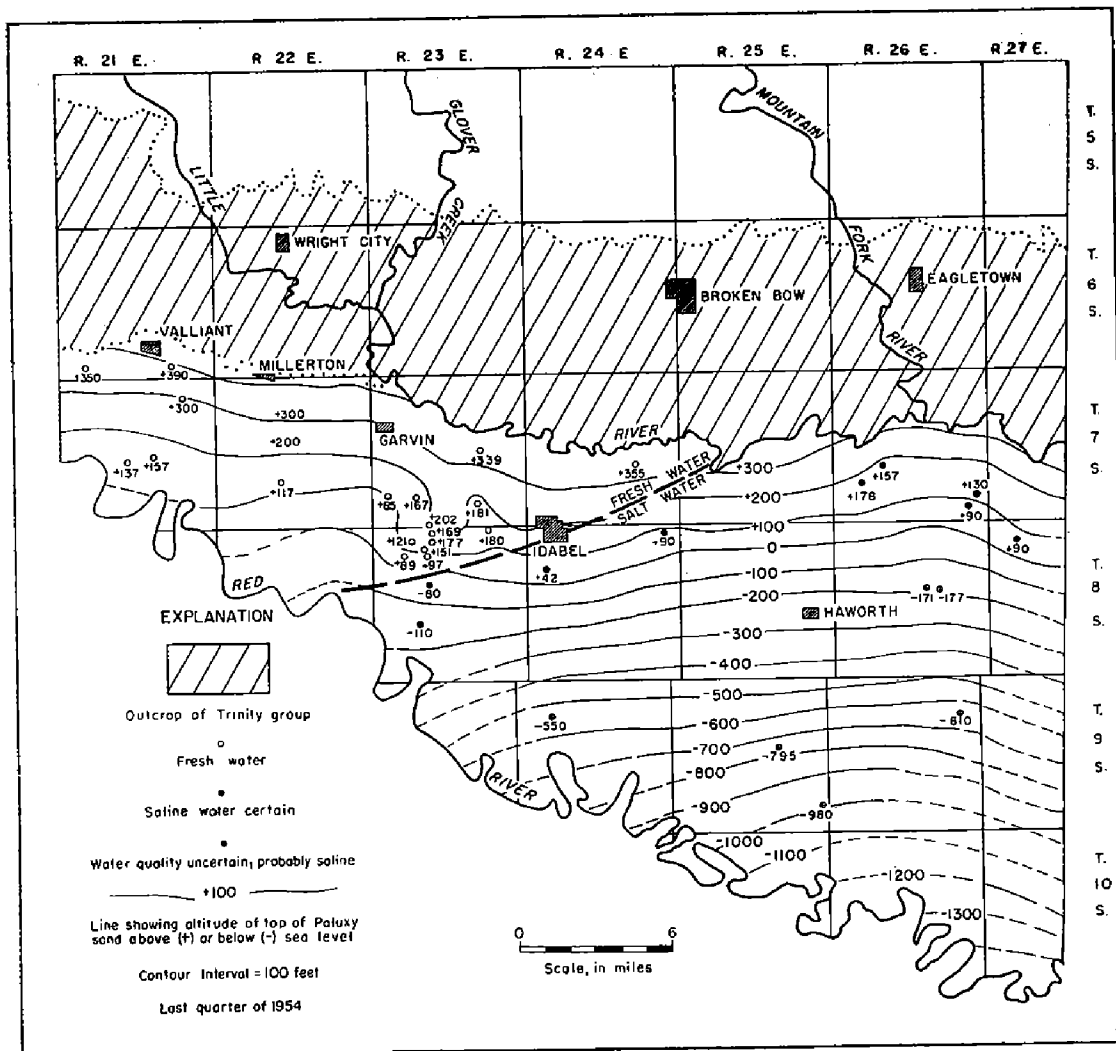 R. 21 E. R. 22 E. R. 23 E. R. 24 E R. 25 E. R. 26 E. R.27 E.
T. 5 S.
GLOVER CREEK
MOUNTAIN FORK RIVER
LITTLE
WRIGHT CITY
T. 6 S.
BROKEN BOW
EAGLETOWN
VALLIANT
MILLERTON
+350
+390
+300
+300
GARVIN
RIVER
T. 7 S.
+200
+339
+355
FRESH WATER
SALT WATER
+300
+157
+137
+157
+117
+200
+178
+130
+85
+167
+181
+90
+202
+169
+180
+100
+210
+177
IDABEL
+90
0
+90
+151
+89
+97
+42
-100
T. 8 S.
RED
-80
-200
-171
-177
HAWORTH
EXPLANATION
-110
-300
-400
-500
Outcrop of Trinity group
-550
-600
-810
T. 9 S.
Fresh water
-700
-795
-800
RIVER
Saline water certain
-900
-980
-1000
Water quality uncertain, probably saline
-1100
T. 10 S.
+100
-1200
Line showing altitude of top of Paluxy
sand above (+) or below (-) sea level
-1300
0 6
Scale, in miles
Contour Interval = 100 feet
Last quarter of 1954